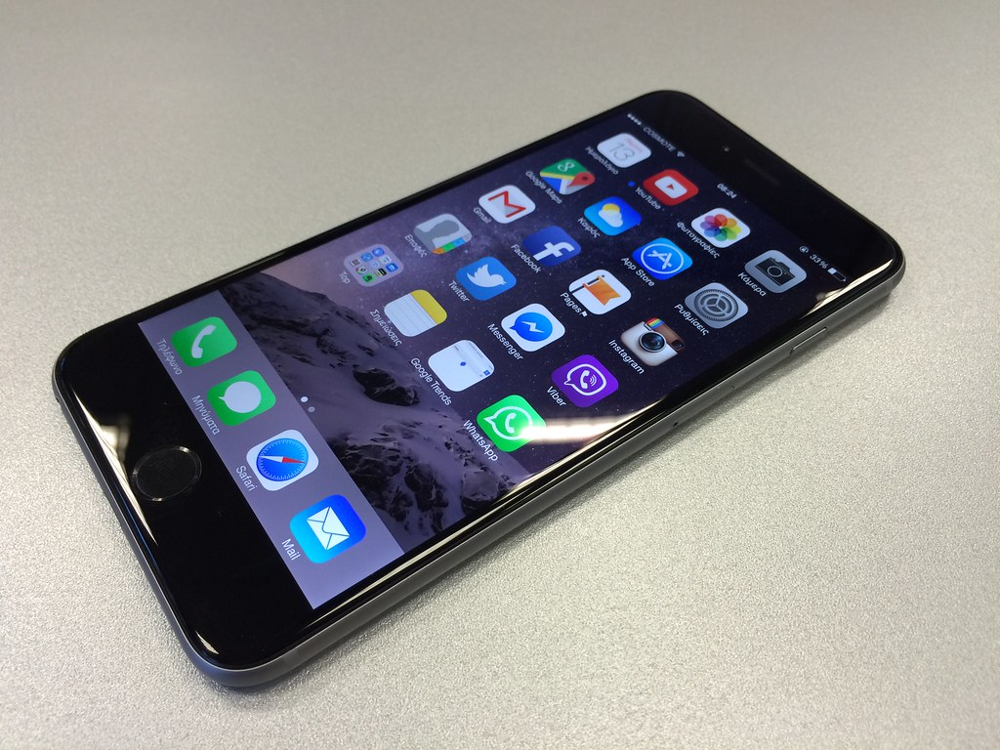 COSMOTE 08:24 33%
13
Ημερολόγιο YouTube Φωτογραφίες Κάμερα
Google Maps Καιρός App Store Ρυθμίσεις
Gmail Facebook Pages Instagram
Επαφές Twitter Messenger Viber
Top Σημειώσεις Google Trends WhatsApp
Τηλέφωνο Μηνύματα Safari Mail